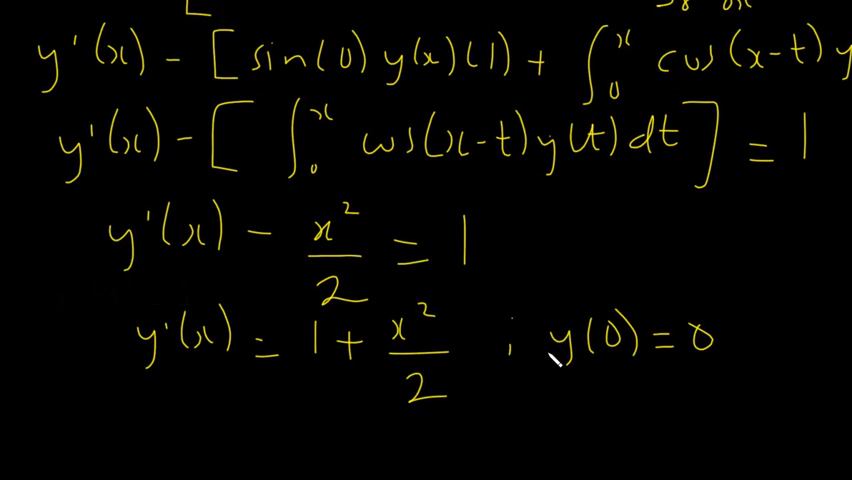 y'(x) - [ sin(0) y(x) (1) + ∫₀ˣ cos(x-t) y
y'(x) - [ ∫₀ˣ cos(x-t) y(t) dt ] = 1
y'(x) - x²/2 = 1
y'(x) = 1 + x²/2 ; y(0) = 0